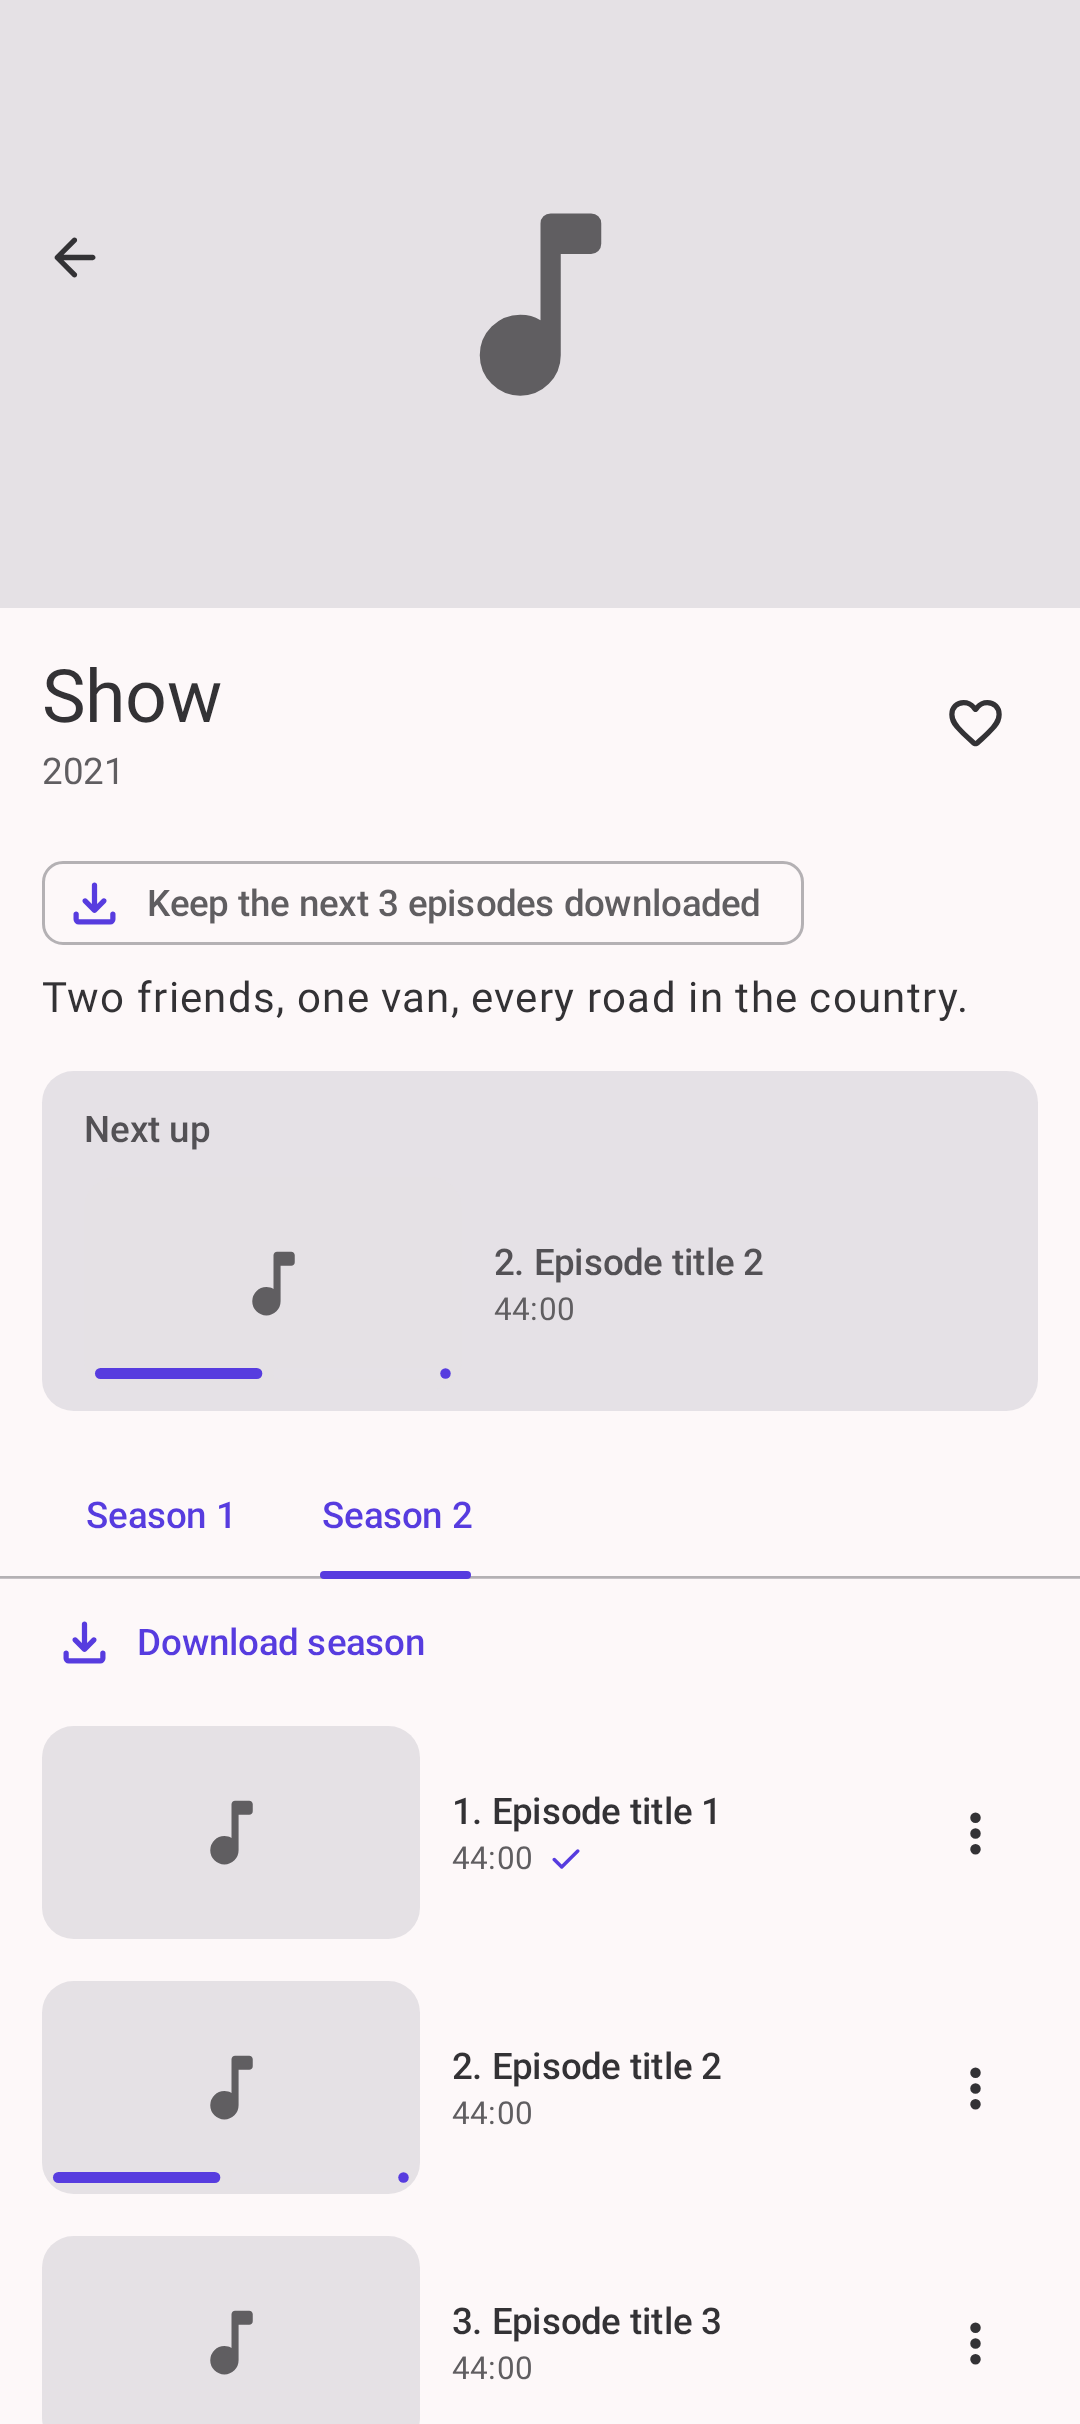 Show
2021
Keep the next 3 episodes downloaded
Two friends, one van, every road in the country.
Next up
2. Episode title 2
44:00
Season 1
Season 2
Download season
1. Episode title 1
44:00
2. Episode title 2
44:00
3. Episode title 3
44:00